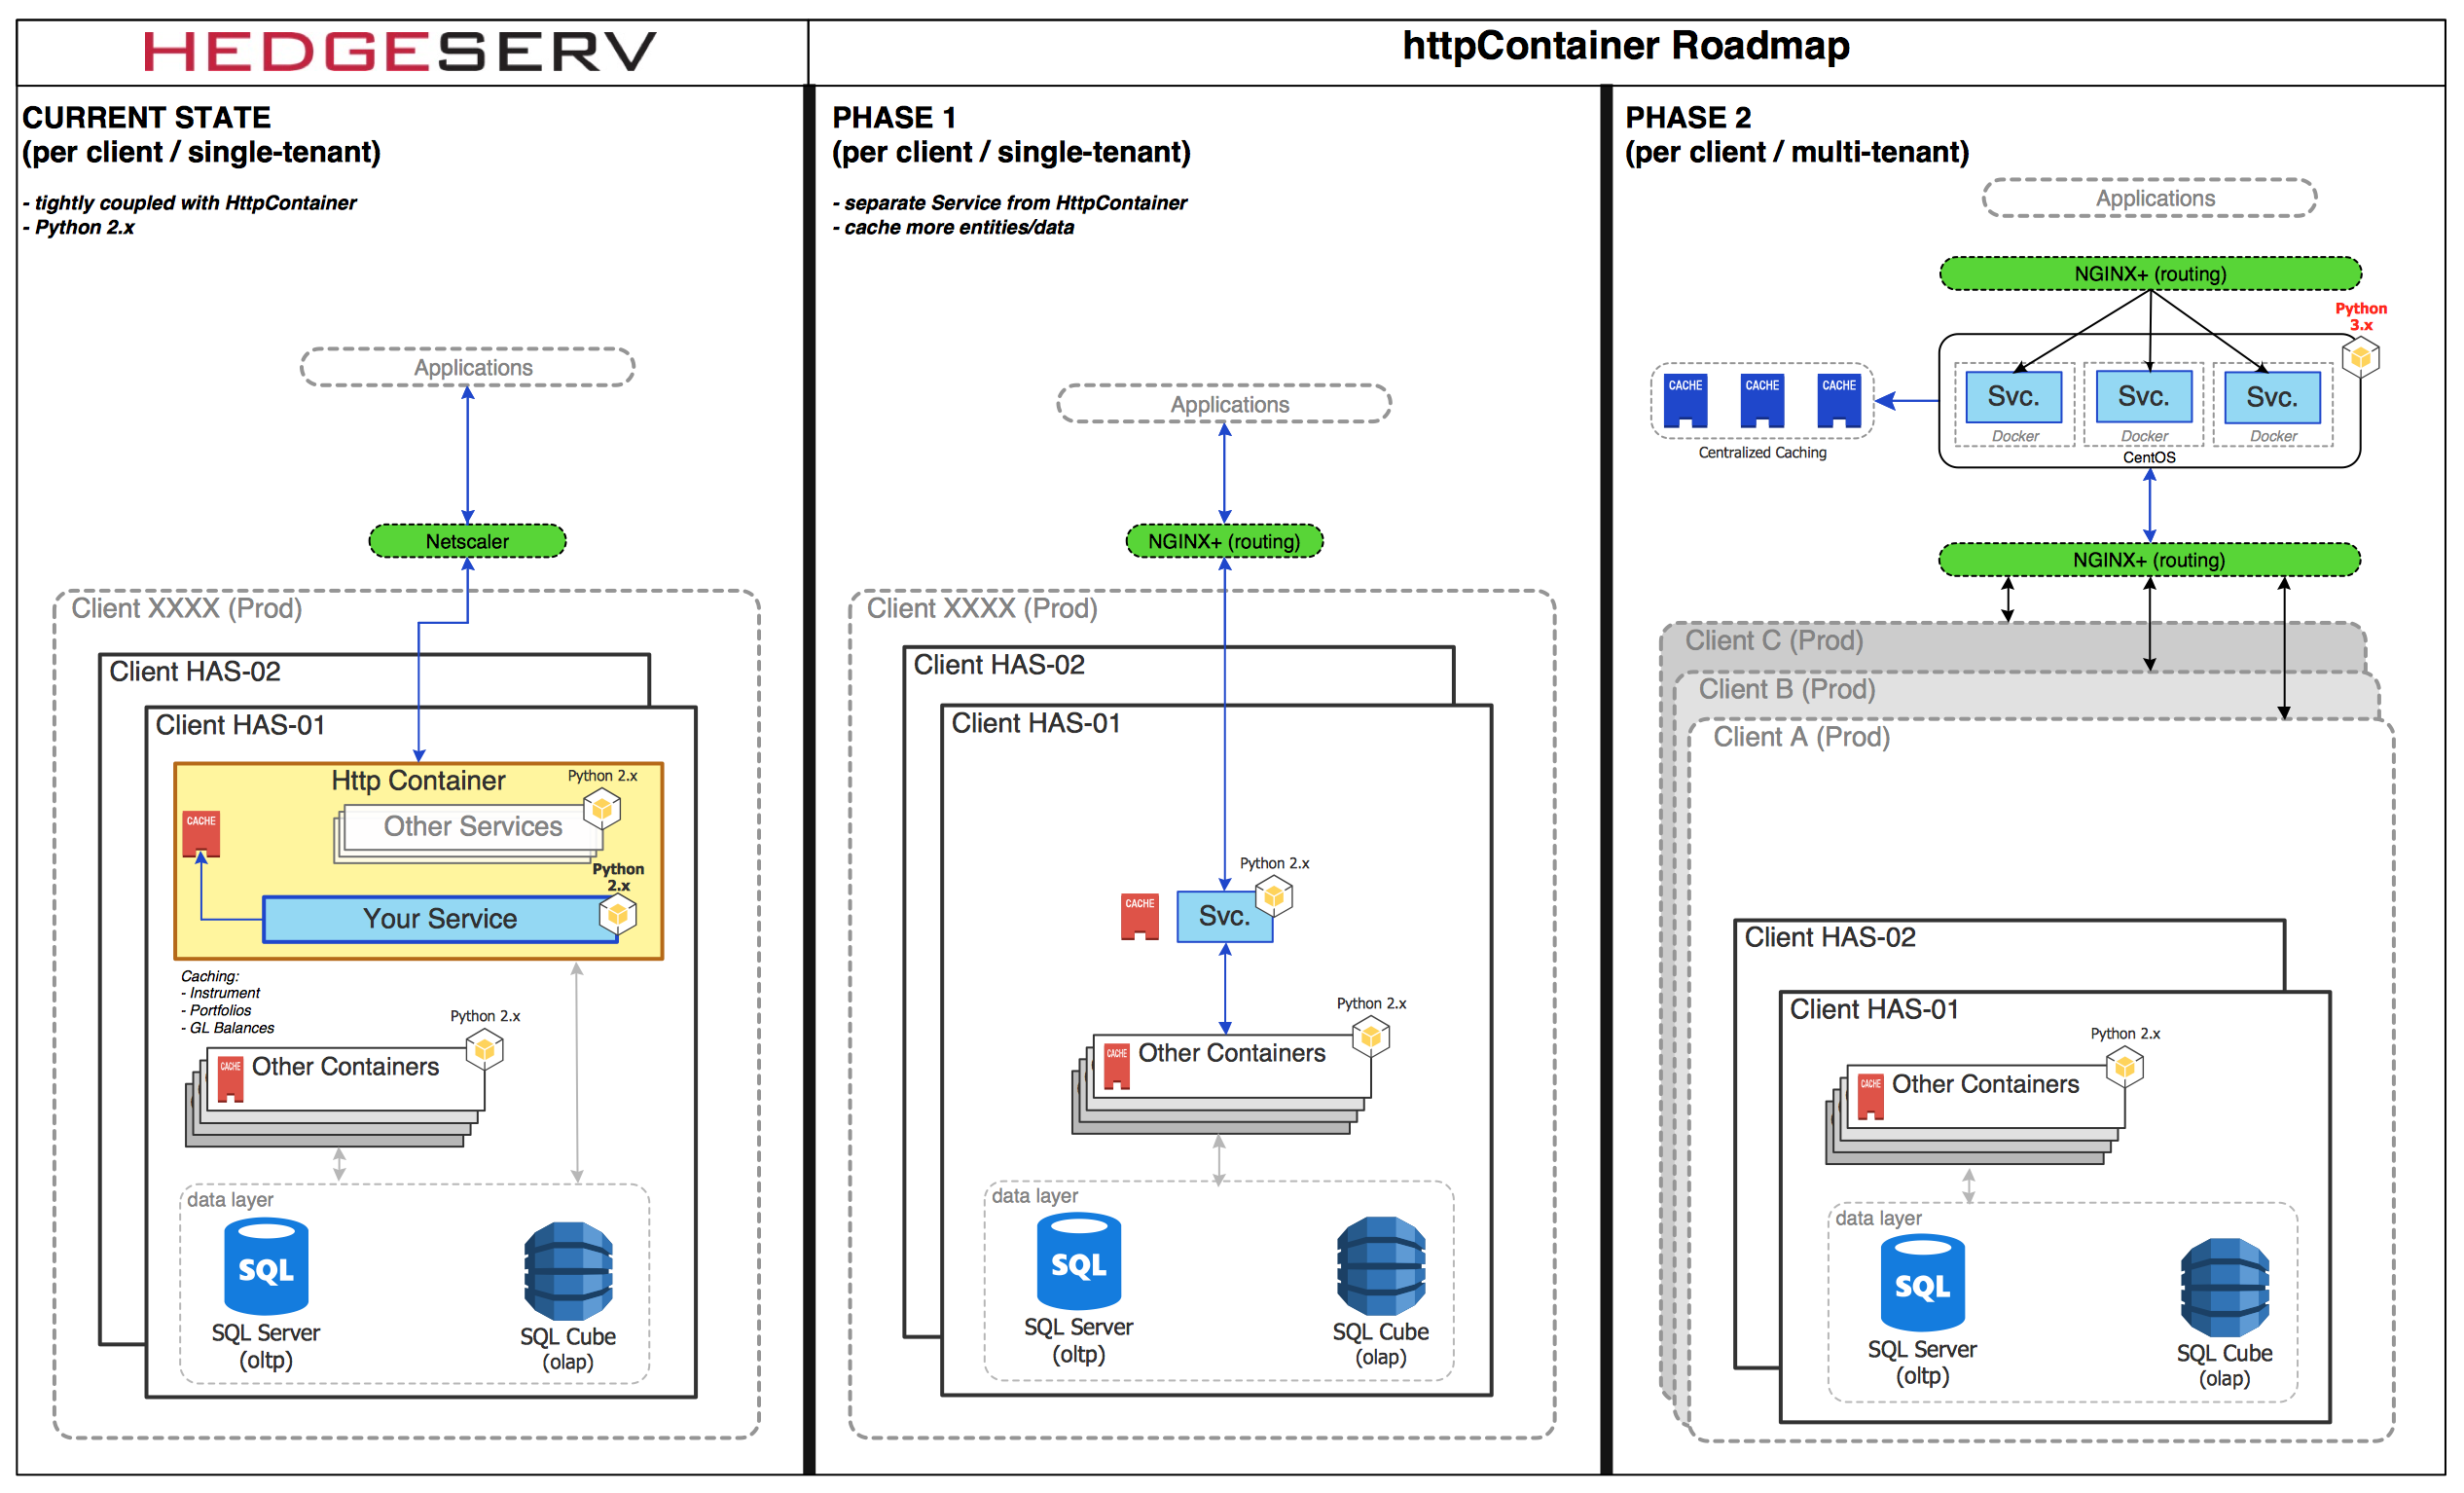 HEDGESERV
httpContainer Roadmap
CURRENT STATE
(per client / single-tenant)
- tightly coupled with HttpContainer
- Python 2.x
Applications
Netscaler
Client XXXX (Prod)
Client HAS-02
Client HAS-01
Http Container
Python 2.x
CACHE
Other Services
Python
2.x
Your Service
Caching:
- Instrument
- Portfolios
- GL Balances
Python 2.x
CACHE
Other Containers
data layer
SQL
SQL Server
(oltp)
SQL Cube
(olap)
PHASE 1
(per client / single-tenant)
- separate Service from HttpContainer
- cache more entities/data
Applications
NGINX+ (routing)
Client XXXX (Prod)
Client HAS-02
Client HAS-01
Python 2.x
CACHE
Svc.
Python 2.x
CACHE
Other Containers
data layer
SQL
SQL Server
(oltp)
SQL Cube
(olap)
PHASE 2
(per client / multi-tenant)
Applications
NGINX+ (routing)
Python
3.x
CACHE
CACHE
CACHE
Centralized Caching
Svc.
Svc.
Svc.
Docker
Docker
Docker
CentOS
NGINX+ (routing)
Client C (Prod)
Client B (Prod)
Client A (Prod)
Client HAS-02
Client HAS-01
Python 2.x
CACHE
Other Containers
data layer
SQL
SQL Server
(oltp)
SQL Cube
(olap)